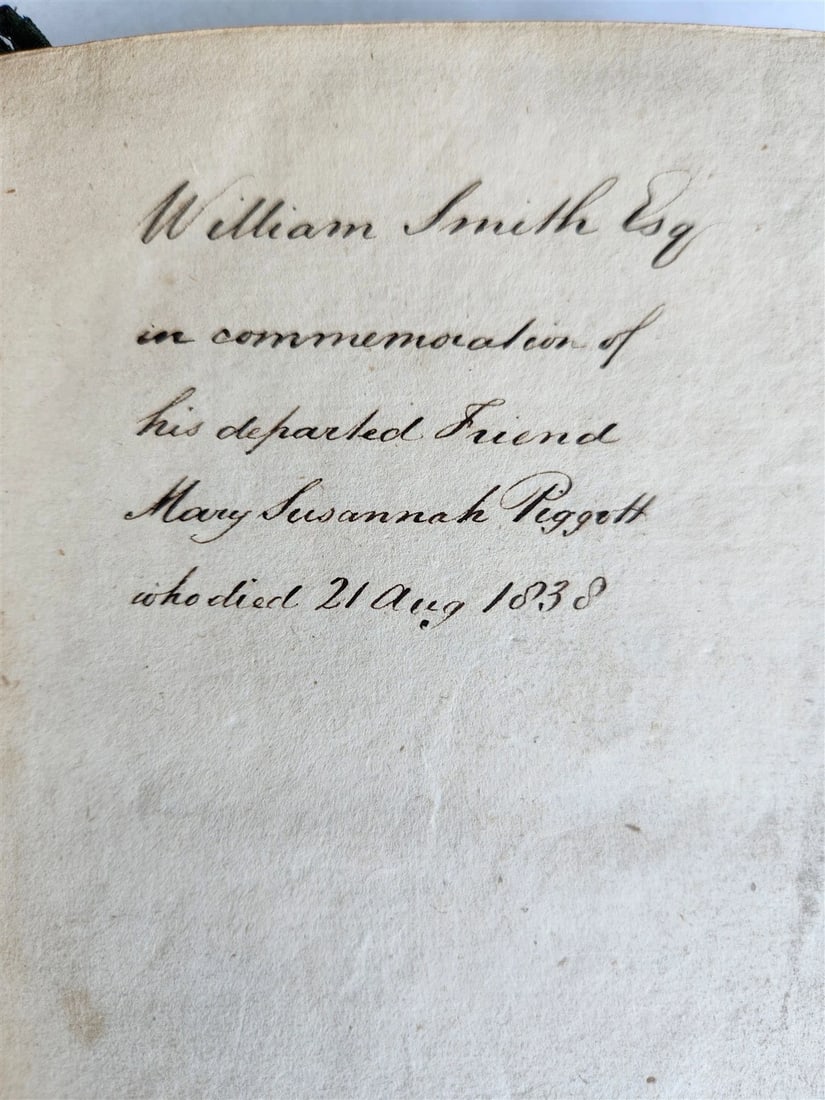 William Smith Esq
in commemoration of
his departed Friend
Mary Susannah Piggott
who died 21 Aug 1838